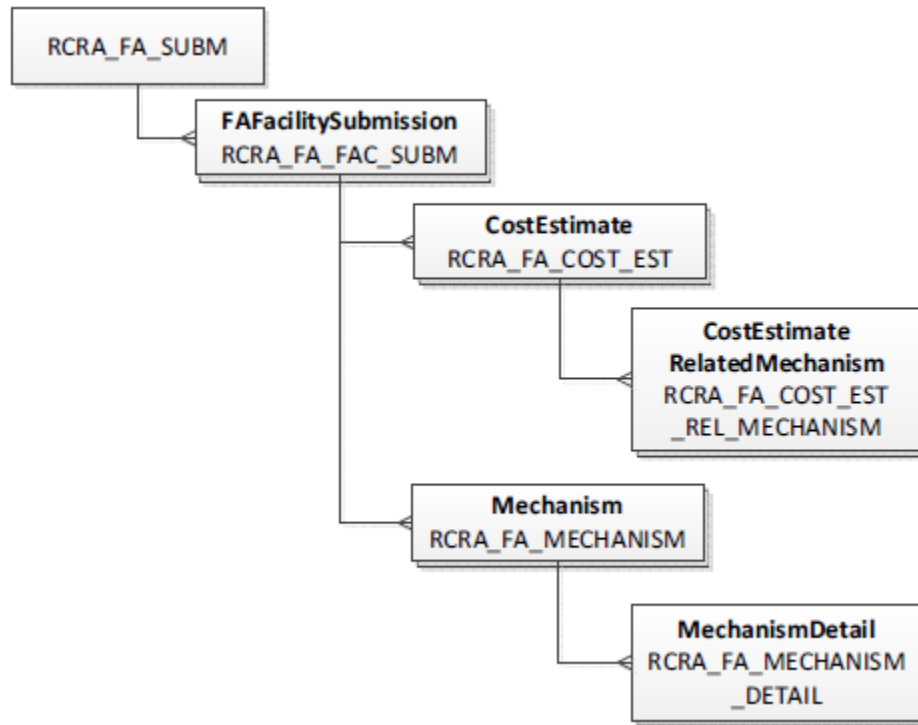 RCRA_FA_SUBM
FAFacilitySubmission
RCRA_FA_FAC_SUBM
CostEstimate
RCRA_FA_COST_EST
CostEstimate
RelatedMechanism
RCRA_FA_COST_EST
_REL_MECHANISM
Mechanism
RCRA_FA_MECHANISM
MechanismDetail
RCRA_FA_MECHANISM
_DETAIL